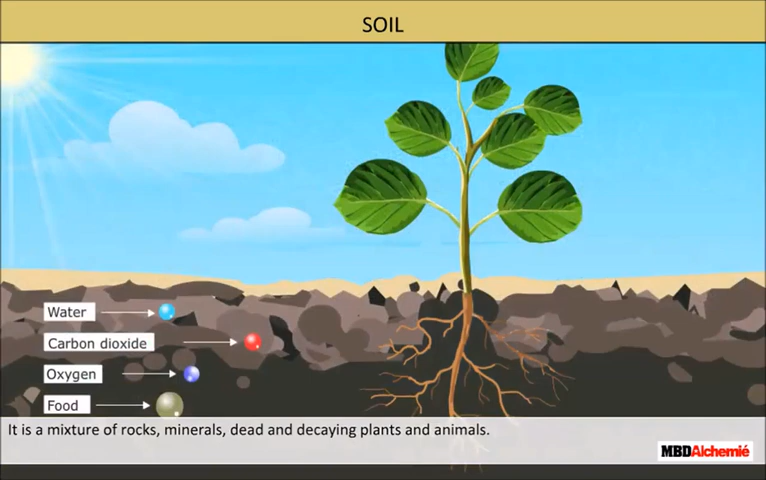 SOIL
Water
Carbon dioxide
Oxygen
Food
It is a mixture of rocks, minerals, dead and decaying plants and animals.
MBDAlchemié